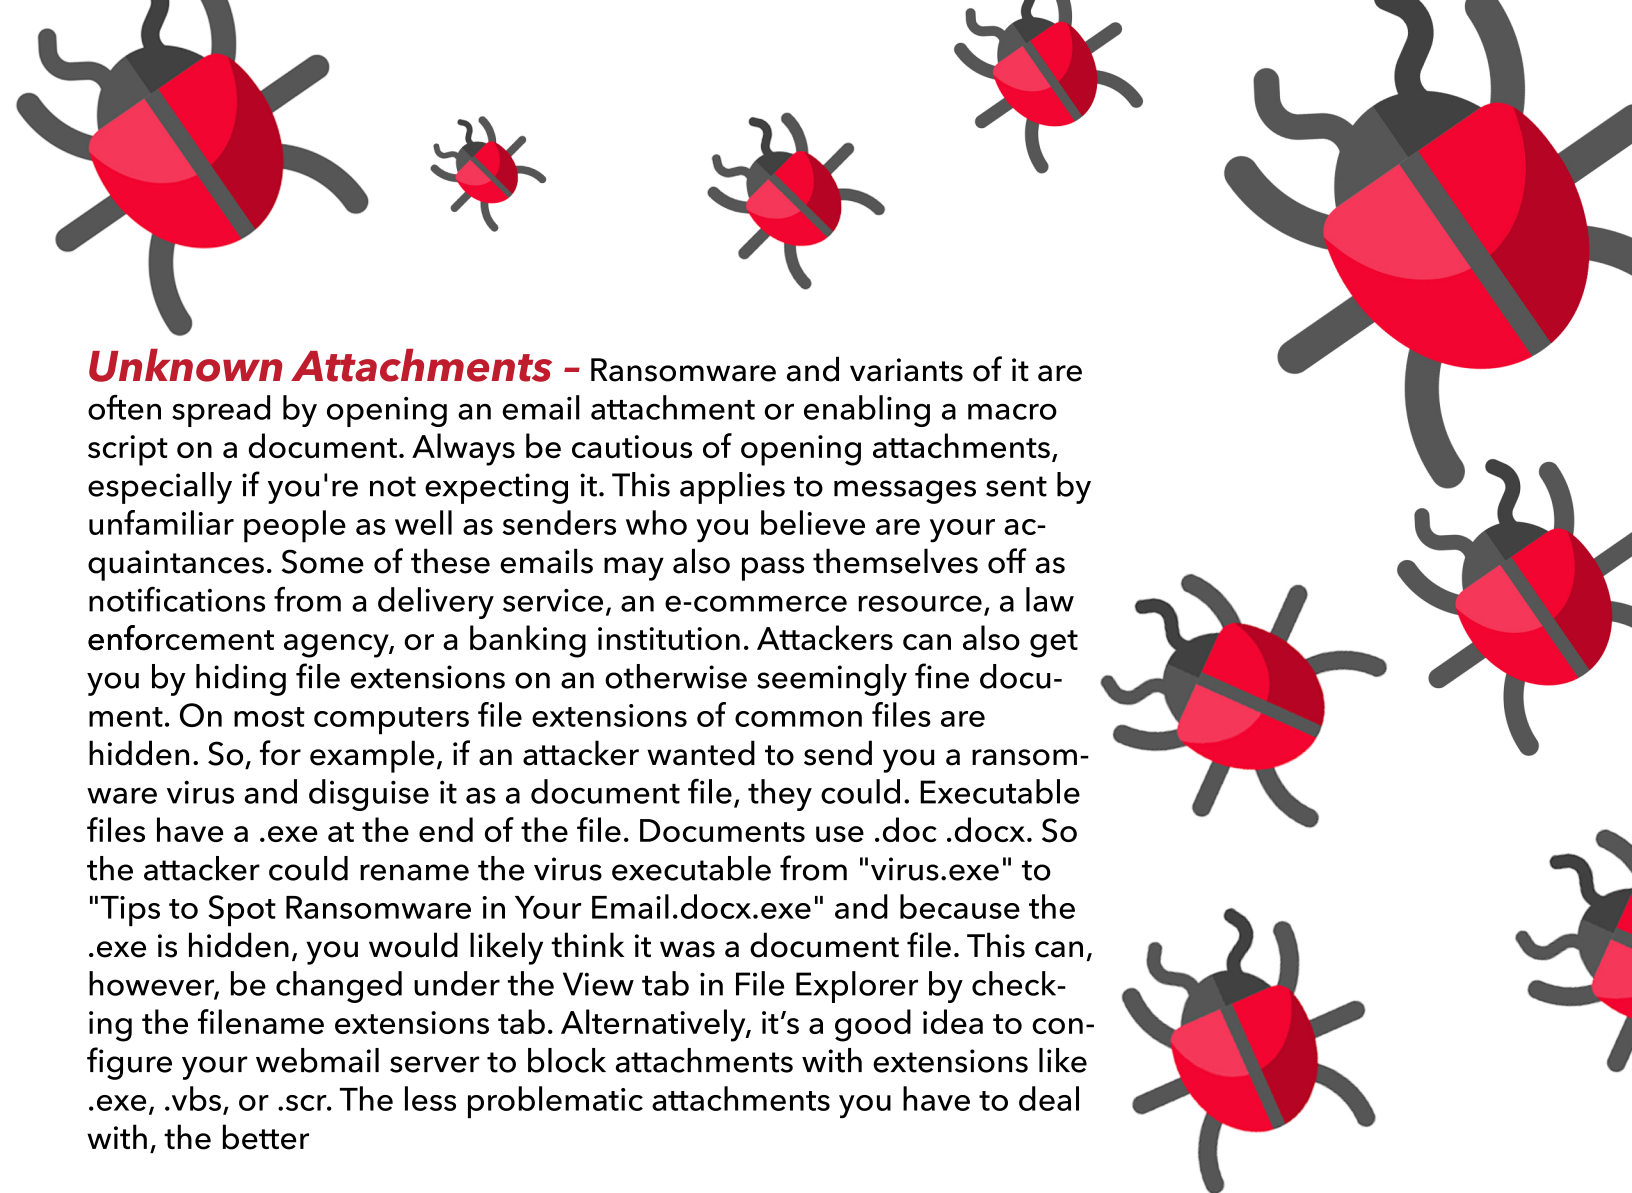 Unknown Attachments – Ransomware and variants of it are
often spread by opening an email attachment or enabling a macro
script on a document. Always be cautious of opening attachments,
especially if you're not expecting it. This applies to messages sent by
unfamiliar people as well as senders who you believe are your ac-
quaintances. Some of these emails may also pass themselves off as
notifications from a delivery service, an e-commerce resource, a law
enforcement agency, or a banking institution. Attackers can also get
you by hiding file extensions on an otherwise seemingly fine docu-
ment. On most computers file extensions of common files are
hidden. So, for example, if an attacker wanted to send you a ransom-
ware virus and disguise it as a document file, they could. Executable
files have a .exe at the end of the file. Documents use .doc .docx. So
the attacker could rename the virus executable from "virus.exe" to
"Tips to Spot Ransomware in Your Email.docx.exe" and because the
.exe is hidden, you would likely think it was a document file. This can,
however, be changed under the View tab in File Explorer by check-
ing the filename extensions tab. Alternatively, it’s a good idea to con-
figure your webmail server to block attachments with extensions like
.exe, .vbs, or .scr. The less problematic attachments you have to deal
with, the better